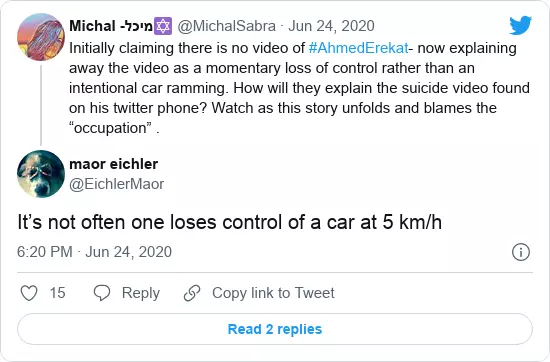 Michal -מיכל✡ @MichalSabra · Jun 24, 2020
Initially claiming there is no video of #AhmedErekat- now explaining
away the video as a momentary loss of control rather than an
intentional car ramming. How will they explain the suicide video found
on his twitter phone? Watch as this story unfolds and blames the
“occupation” .
maor eichler
@EichlerMaor
It’s not often one loses control of a car at 5 km/h
6:20 PM · Jun 24, 2020
15 Reply Copy link to Tweet
Read 2 replies